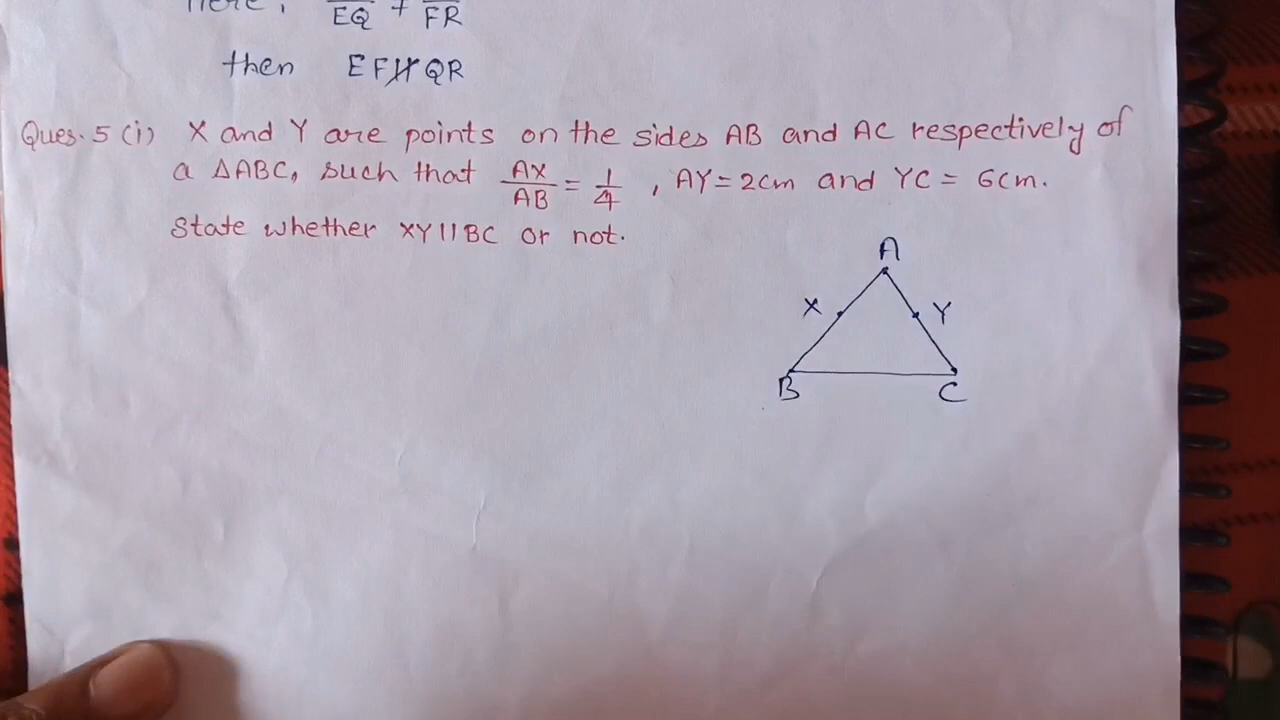 Here, EQ ≠ FR
then EF∦QR
Ques. 5 (i) X and Y are points on the sides AB and AC respectively of
a ΔABC, such that AX/AB = 1/4 , AY = 2cm and YC = 6cm.
State whether XY||BC or not.
A
X Y
B C